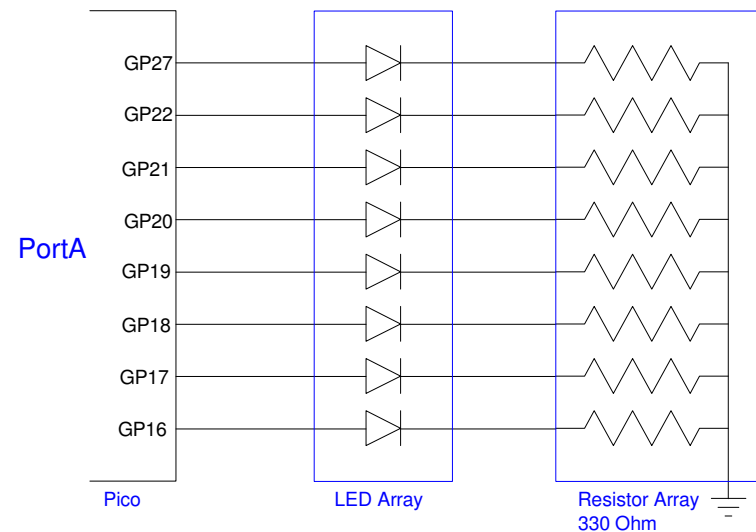 GP27
GP22
GP21
GP20
PortA
GP19
GP18
GP17
GP16
Pico
LED Array
Resistor Array
330 Ohm